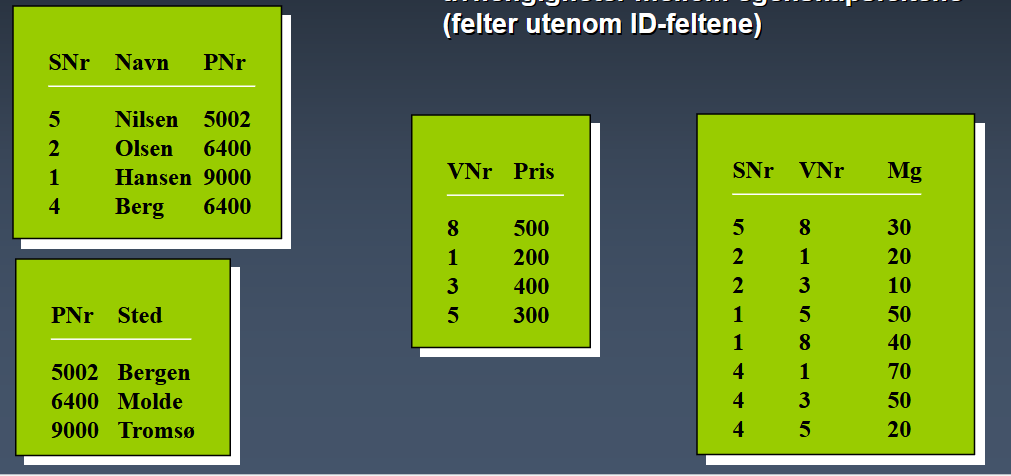 (felter utenom ID-feltene)
SNr Navn PNr
5 Nilsen 5002
2 Olsen 6400
1 Hansen 9000
4 Berg 6400
PNr Sted
5002 Bergen
6400 Molde
9000 Tromsø
VNr Pris
8 500
1 200
3 400
5 300
SNr VNr Mg
5 8 30
2 1 20
2 3 10
1 5 50
1 8 40
4 1 70
4 3 50
4 5 20